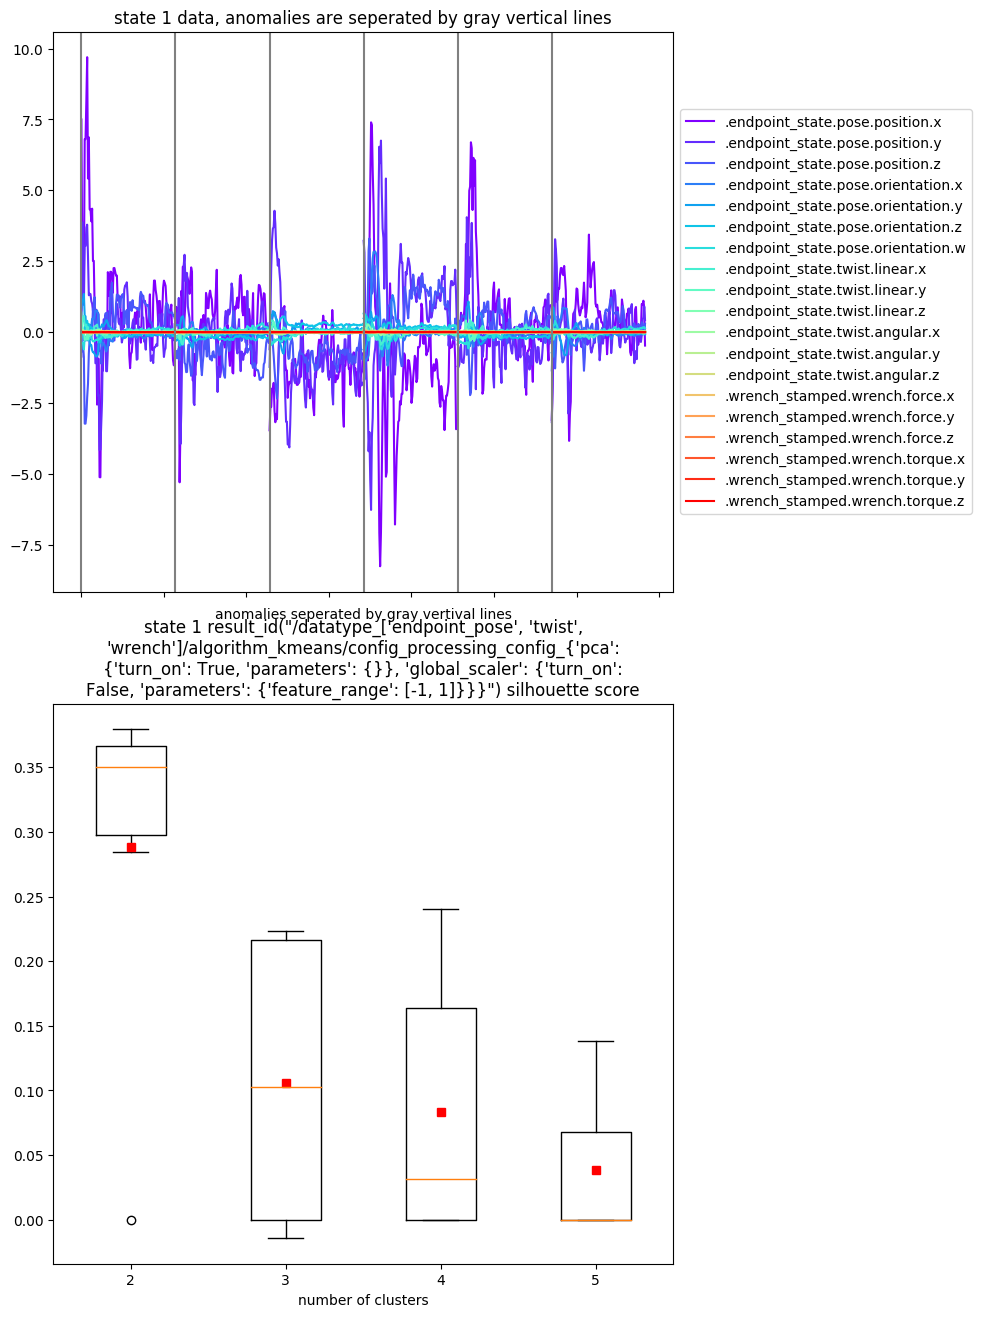 state 1 data, anomalies are seperated by gray vertical lines
10.0
7.5
5.0
2.5
0.0
−2.5
−5.0
−7.5
.endpoint_state.pose.position.x
.endpoint_state.pose.position.y
.endpoint_state.pose.position.z
.endpoint_state.pose.orientation.x
.endpoint_state.pose.orientation.y
.endpoint_state.pose.orientation.z
.endpoint_state.pose.orientation.w
.endpoint_state.twist.linear.x
.endpoint_state.twist.linear.y
.endpoint_state.twist.linear.z
.endpoint_state.twist.angular.x
.endpoint_state.twist.angular.y
.endpoint_state.twist.angular.z
.wrench_stamped.wrench.force.x
.wrench_stamped.wrench.force.y
.wrench_stamped.wrench.force.z
.wrench_stamped.wrench.torque.x
.wrench_stamped.wrench.torque.y
.wrench_stamped.wrench.torque.z
anomalies seperated by gray vertival lines
state 1 result_id("/datatype_['endpoint_pose', 'twist',
'wrench']/algorithm_kmeans/config_processing_config_{'pca':
{'turn_on': True, 'parameters': {}}, 'global_scaler': {'turn_on':
False, 'parameters': {'feature_range': [-1, 1]}}}") silhouette score
0.35
0.30
0.25
0.20
0.15
0.10
0.05
0.00
2 3 4 5
number of clusters